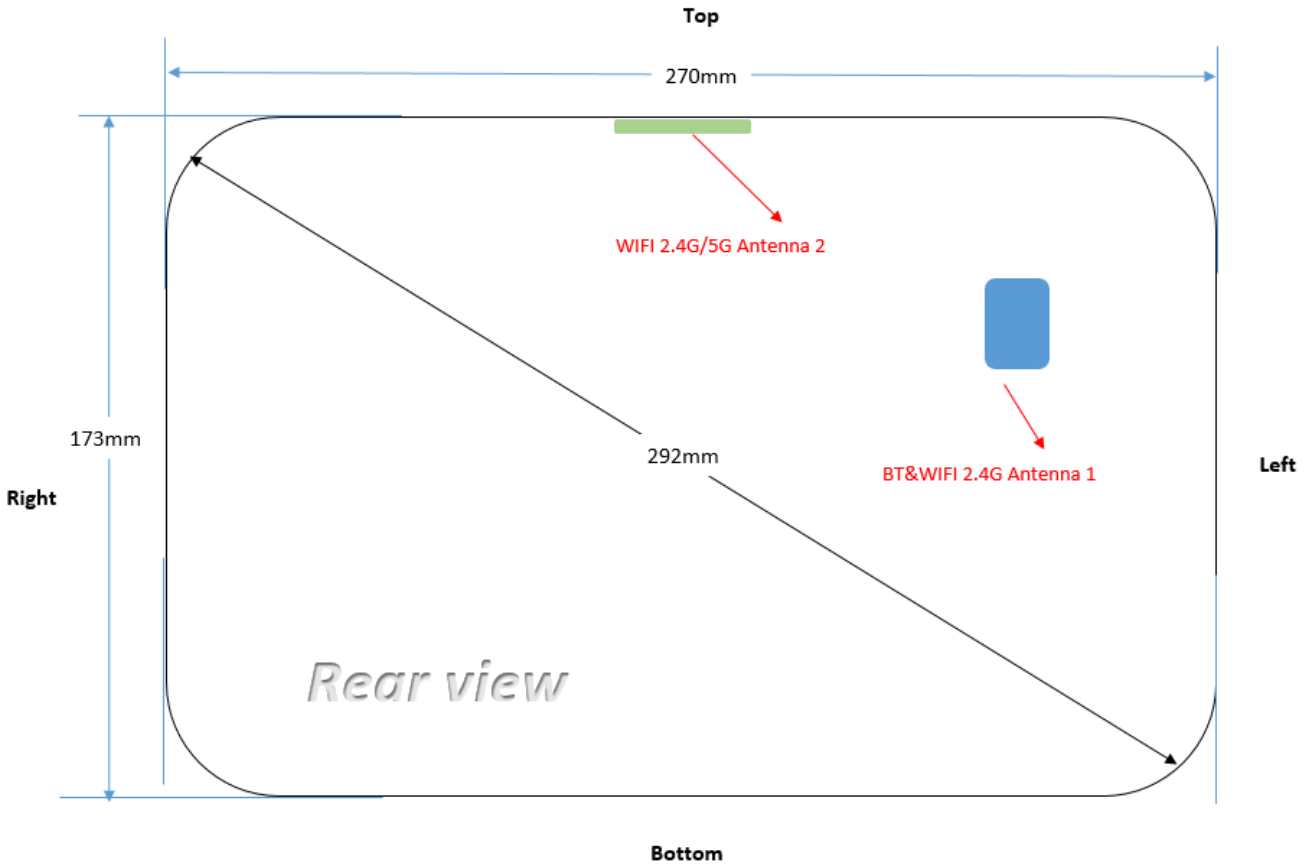 Top
270mm
WIFI 2.4G/5G Antenna 2
173mm
292mm
Left
BT&WIFI 2.4G Antenna 1
Right
Rear view
Bottom